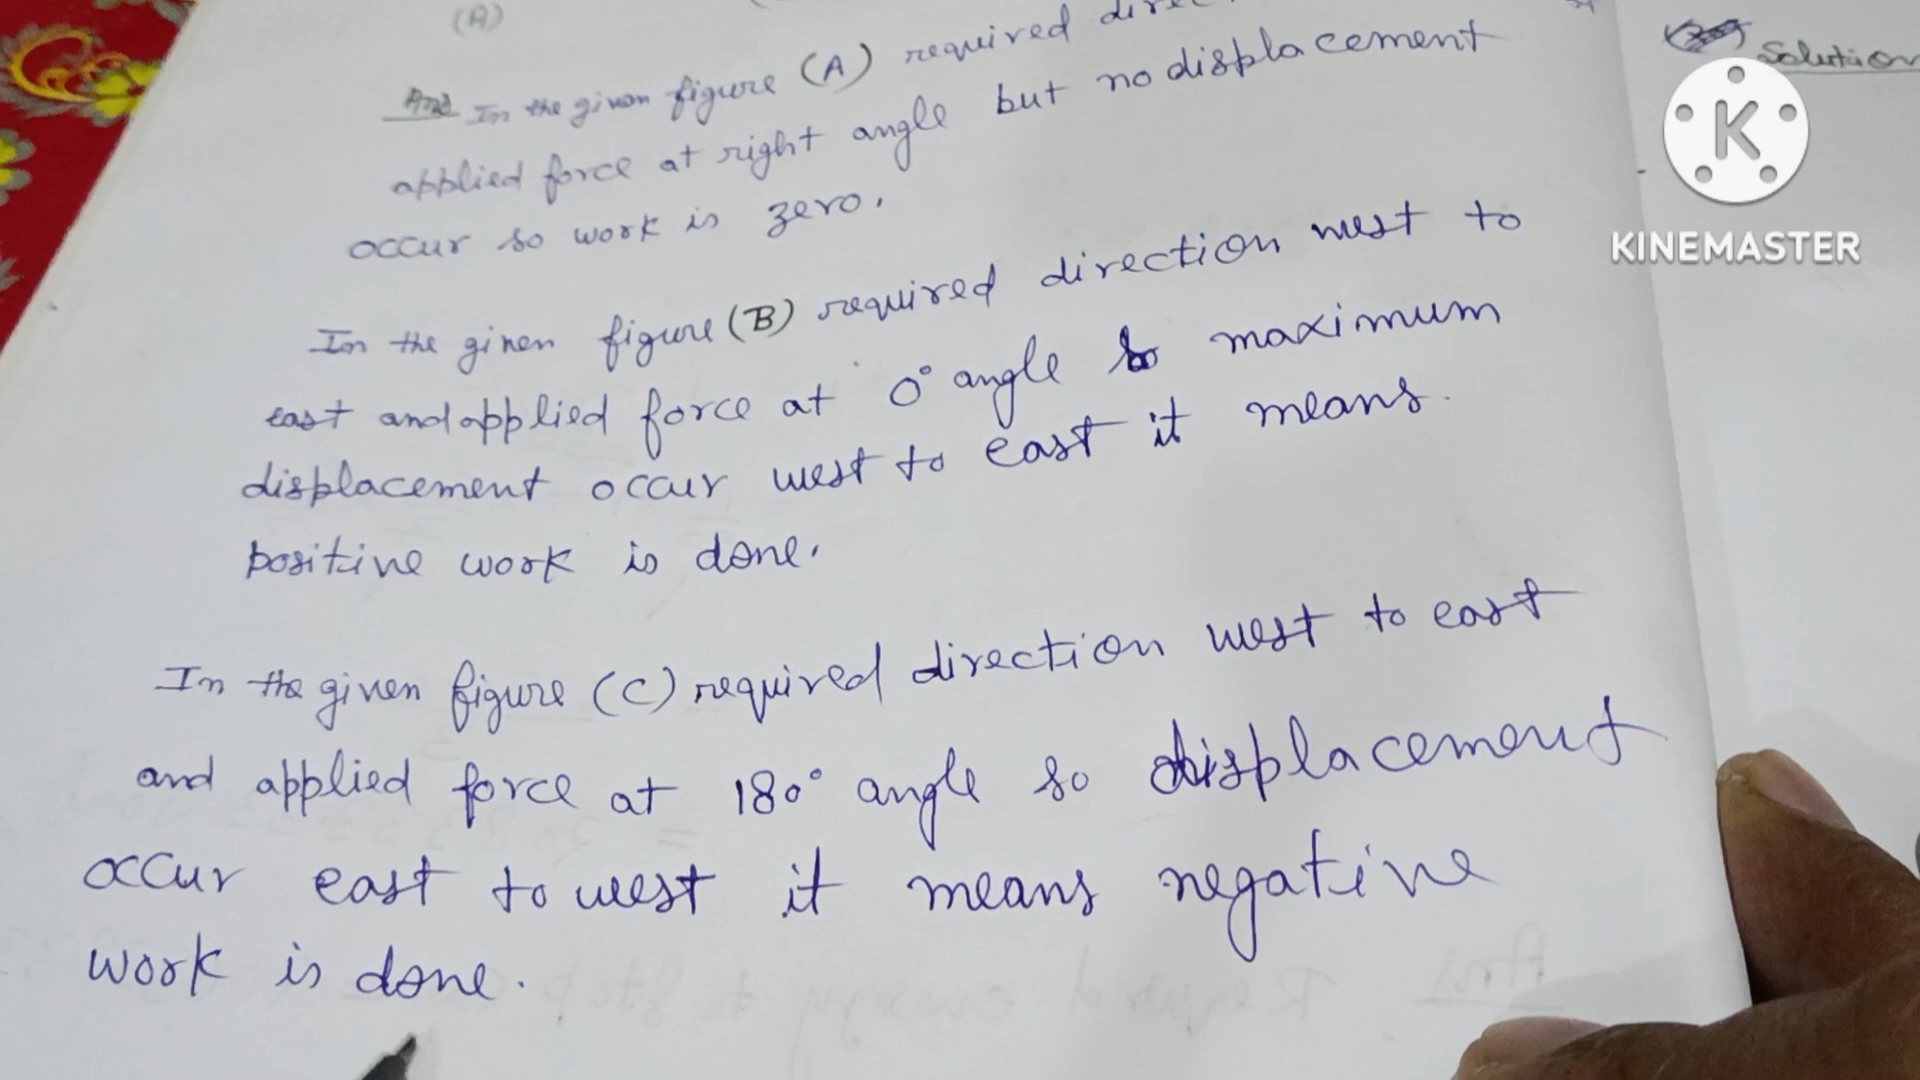 (A)
Ans In the given figure (A) required
applied force at right angle but no displacement
occur so work is zero.
In the given figure (B) required direction west to
east and applied force at 0° angle so maximum
displacement occur west to east it means
positive work is done.
In the given figure (C) required direction west to east
and applied force at 180° angle so displacement
occur east to west it means negative
work is done.
Solution
K
KINEMASTER